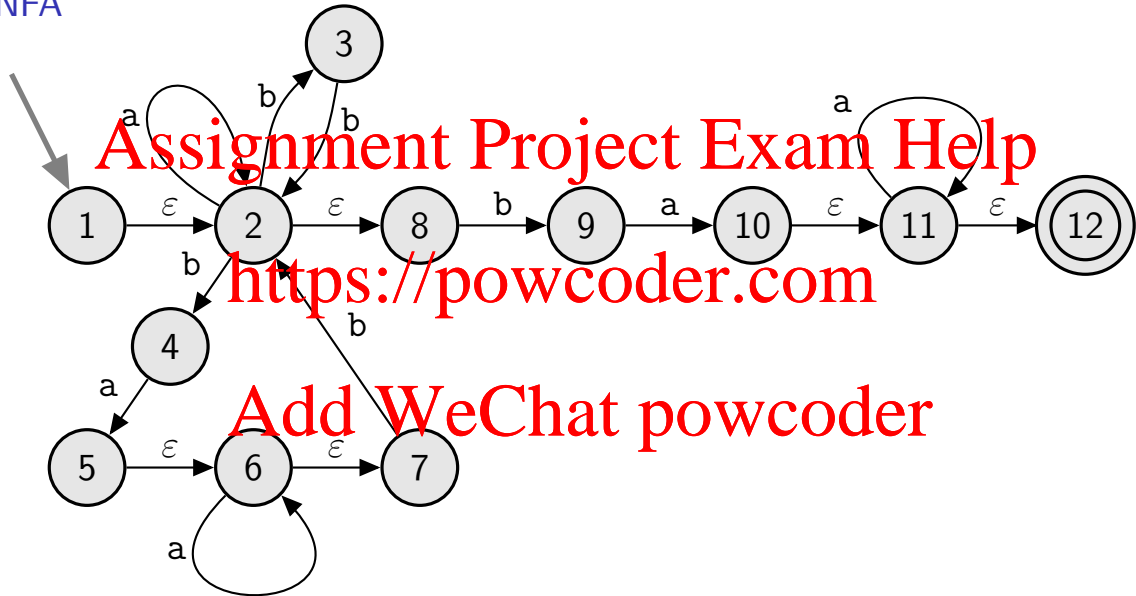 NFA
3
b
a
b
a
Assignment Project Exam Help
1 ε 2 ε 8 b 9 a 10 ε 11 ε 12
b
https://powcoder.com
b
4
a
Add WeChat powcoder
5 ε 6 ε 7
a